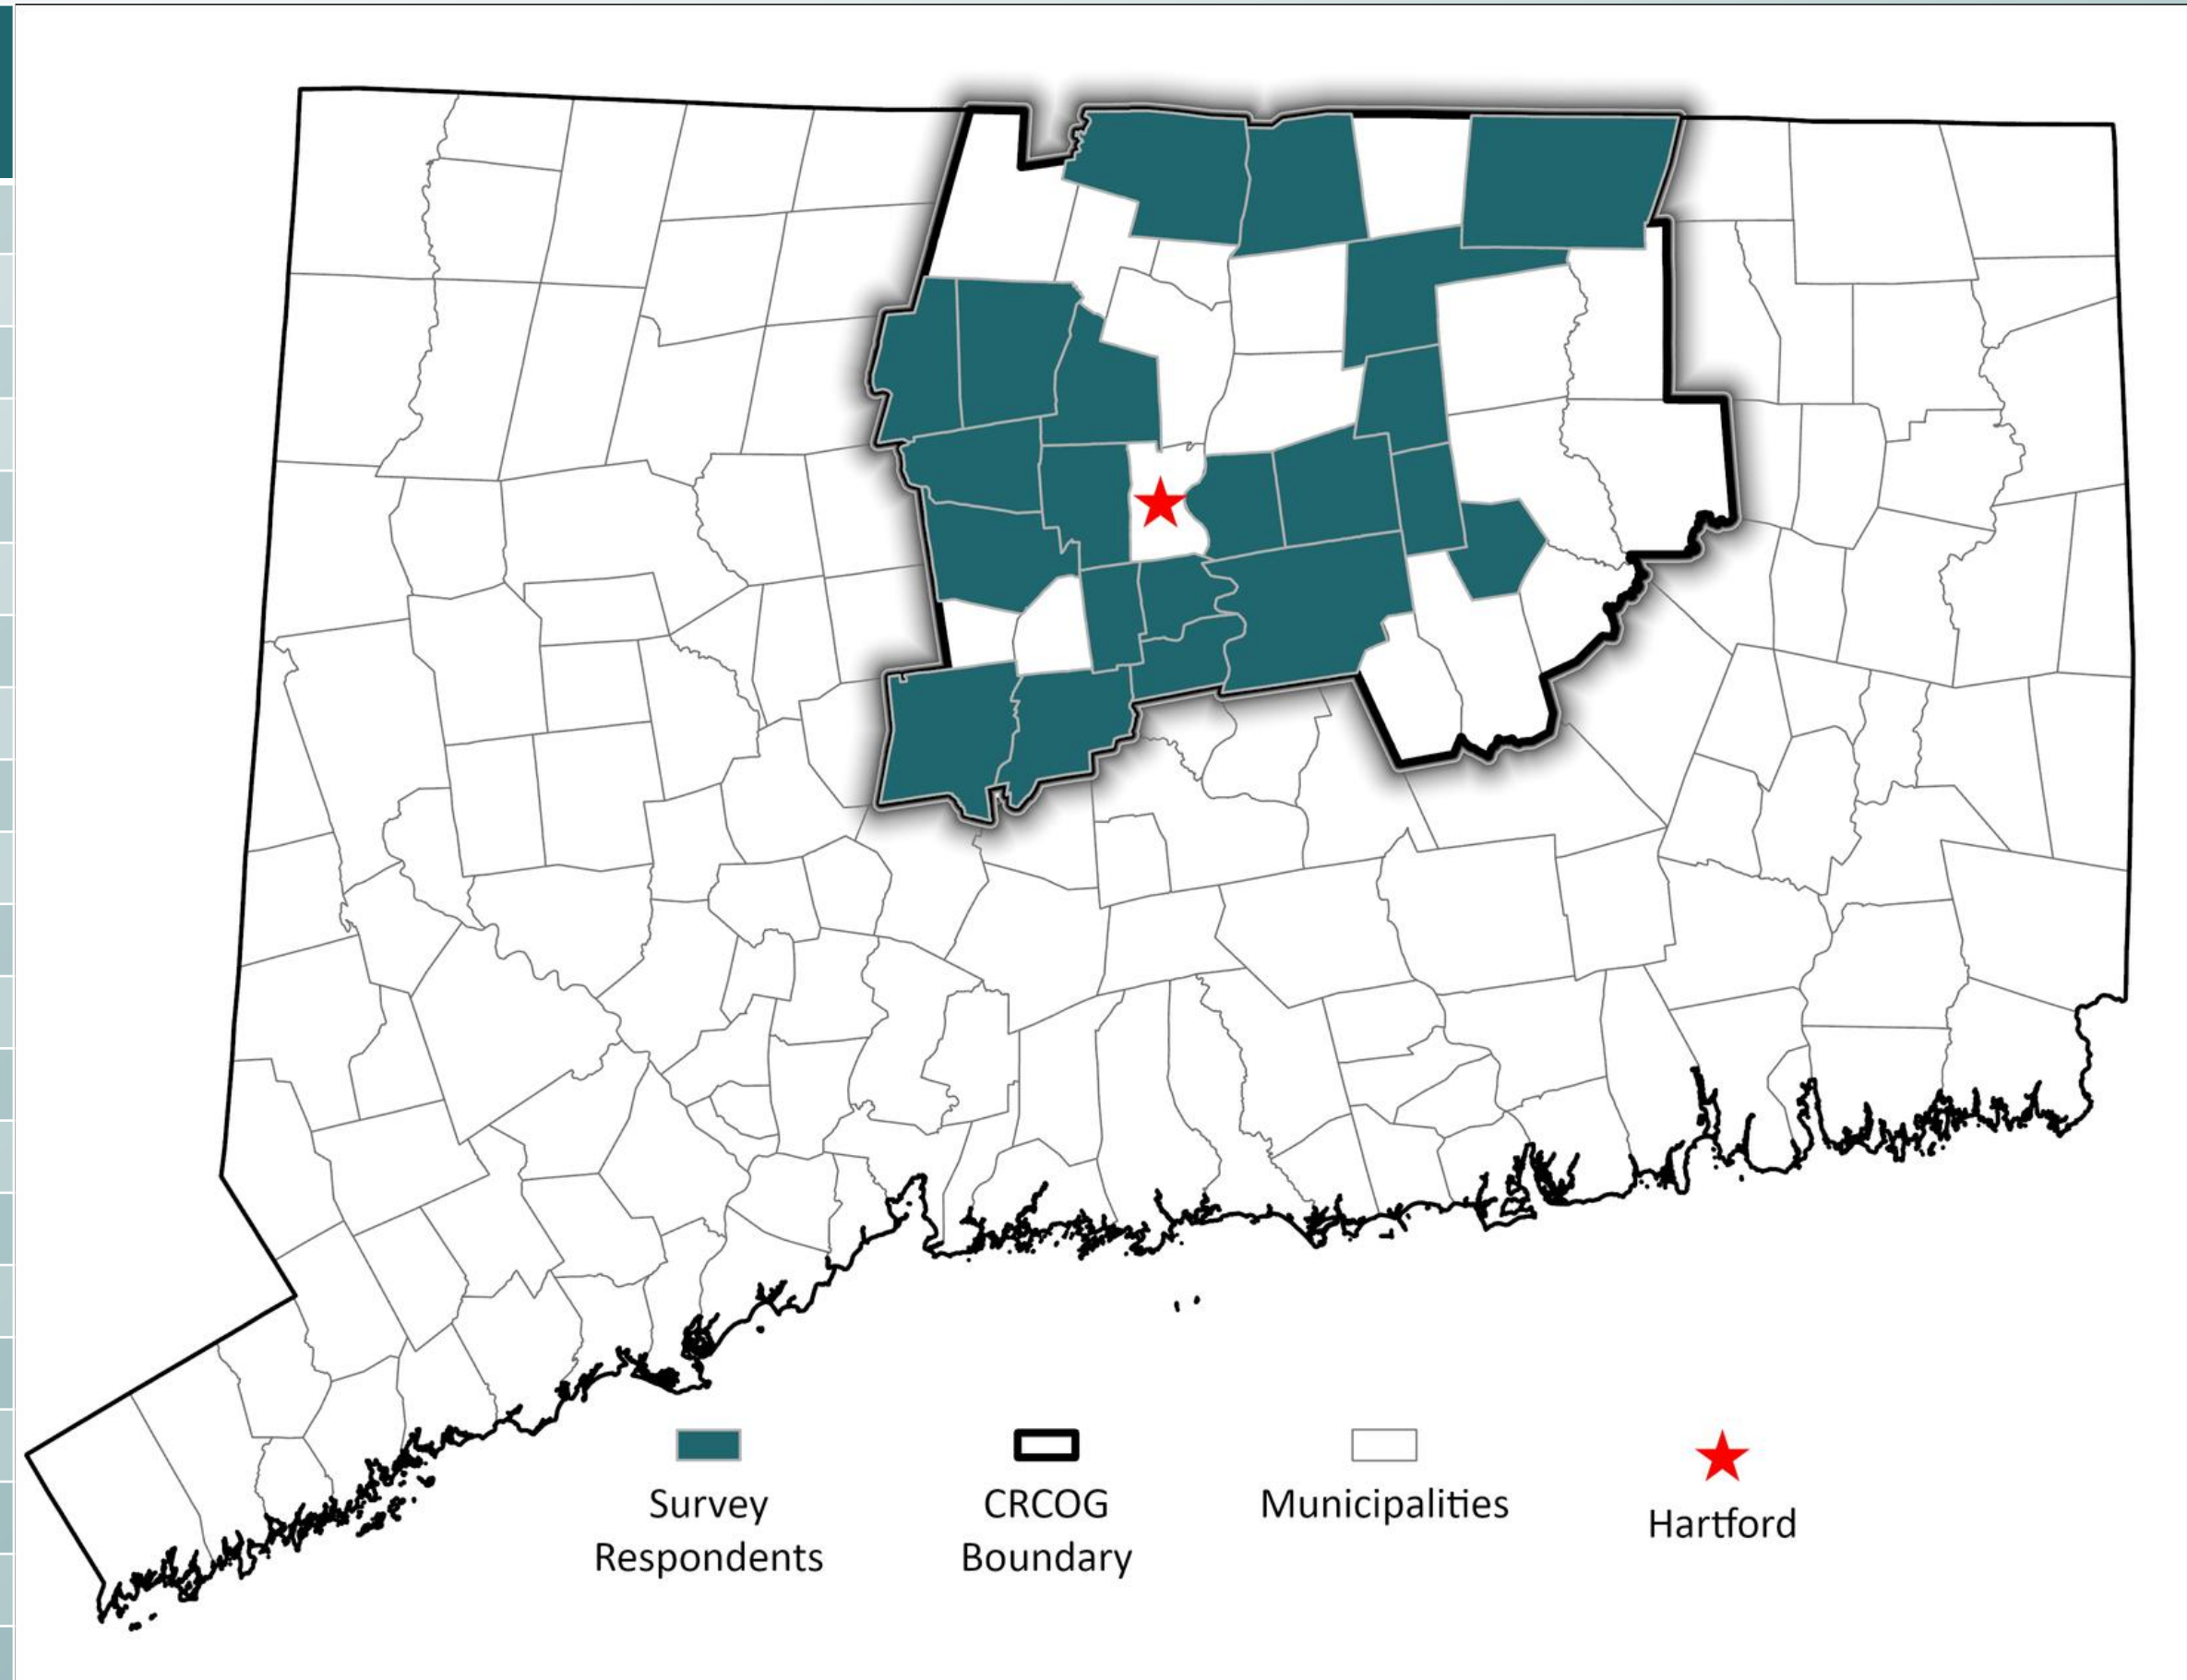 Survey
Respondents
CRCOG
Boundary
Municipalities
Hartford